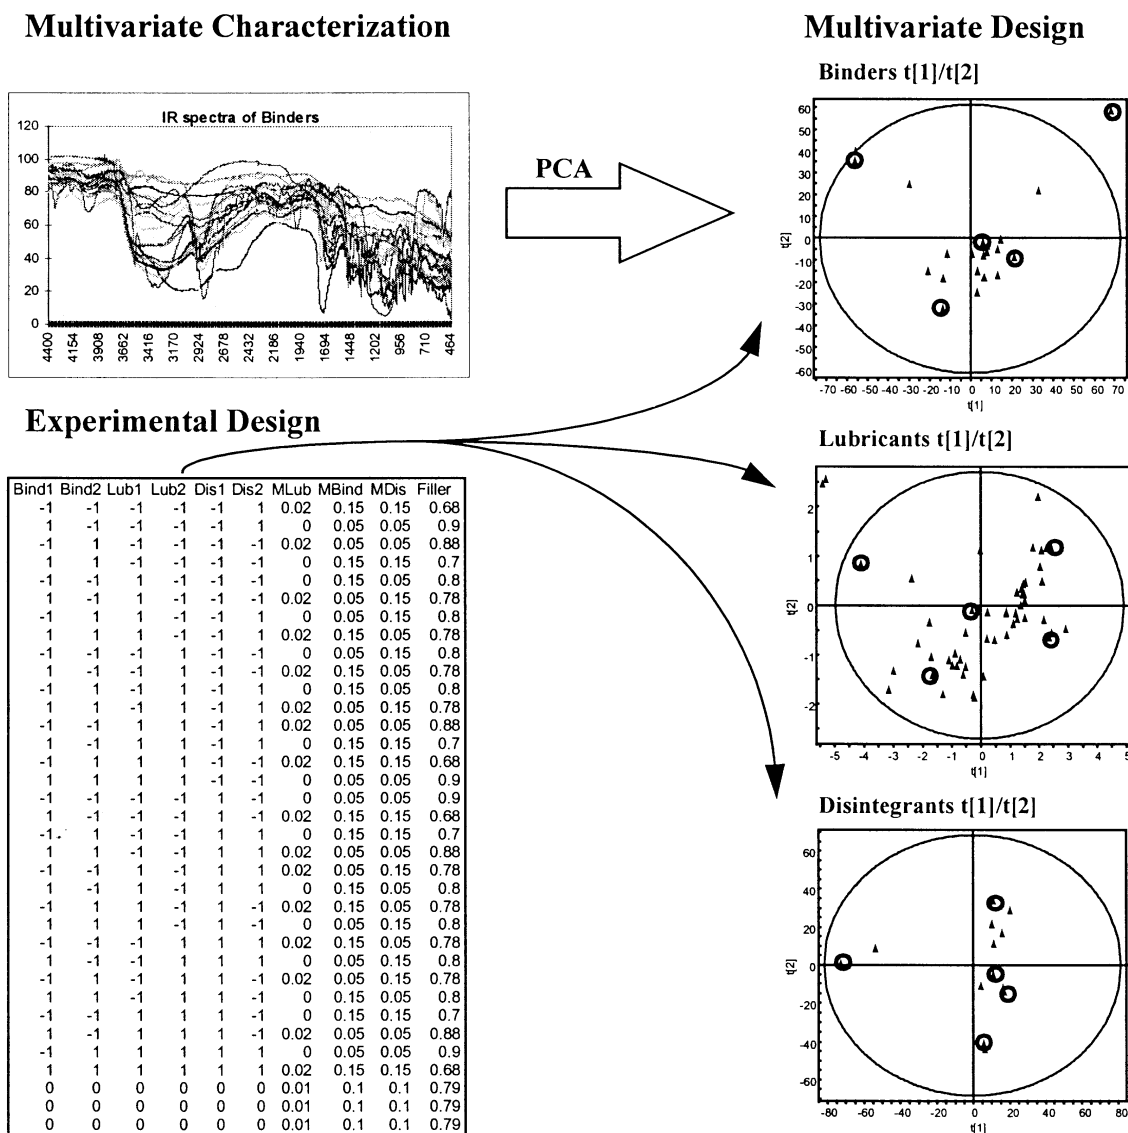 Multivariate Characterization
Multivariate Design
IR spectra of Binders
120
100
80
60
40
20
0
4400 4154 3908 3662 3416 3170 2924 2678 2432 2186 1940 1694 1448 1202 956 710 464
PCA
Binders t[1]/t[2]
60
50
40
30
20
10
0
-10
-20
-30
-40
-50
-60
t[2]
-70 -60 -50 -40 -30 -20 -10 0 10 20 30 40 50 60 70
t[1]
Experimental Design
Bind1 Bind2 Lub1 Lub2 Dis1 Dis2 MLub MBind MDis Filler
-1 -1 -1 -1 -1 1 0.02 0.15 0.15 0.68
1 -1 -1 -1 -1 1 0 0.05 0.05 0.9
-1 1 -1 -1 -1 -1 0.02 0.05 0.05 0.88
1 1 -1 -1 -1 -1 0 0.15 0.15 0.7
-1 -1 1 -1 -1 -1 0 0.15 0.05 0.8
1 -1 1 -1 -1 -1 0.02 0.05 0.15 0.78
-1 1 1 -1 -1 1 0 0.05 0.15 0.8
1 1 1 -1 -1 1 0.02 0.15 0.05 0.78
-1 -1 -1 1 -1 -1 0 0.05 0.15 0.8
1 -1 -1 1 -1 -1 0.02 0.15 0.05 0.78
-1 1 -1 1 -1 1 0 0.15 0.05 0.8
1 1 -1 1 -1 1 0.02 0.05 0.15 0.78
-1 -1 1 1 -1 1 0.02 0.05 0.05 0.88
1 -1 1 1 -1 1 0 0.15 0.15 0.7
-1 1 1 1 -1 -1 0.02 0.15 0.15 0.68
1 1 1 1 -1 -1 0 0.05 0.05 0.9
-1 -1 -1 -1 1 -1 0 0.05 0.05 0.9
1 -1 -1 -1 1 -1 0.02 0.15 0.15 0.68
-1 1 -1 -1 1 1 0 0.15 0.15 0.7
1 1 -1 -1 1 1 0.02 0.05 0.05 0.88
-1 -1 1 -1 1 1 0.02 0.05 0.15 0.78
1 -1 1 -1 1 1 0 0.15 0.05 0.8
-1 1 1 -1 1 -1 0.02 0.15 0.05 0.78
1 1 1 -1 1 -1 0 0.05 0.15 0.8
-1 -1 -1 1 1 1 0.02 0.15 0.05 0.78
1 -1 -1 1 1 1 0 0.05 0.15 0.8
-1 1 -1 1 1 -1 0.02 0.05 0.15 0.78
1 1 -1 1 1 -1 0 0.15 0.05 0.8
-1 -1 1 1 1 -1 0 0.15 0.15 0.7
1 -1 1 1 1 -1 0.02 0.05 0.05 0.88
-1 1 1 1 1 1 0 0.05 0.05 0.9
1 1 1 1 1 1 0.02 0.15 0.15 0.68
0 0 0 0 0 0 0.01 0.1 0.1 0.79
0 0 0 0 0 0 0.01 0.1 0.1 0.79
0 0 0 0 0 0 0.01 0.1 0.1 0.79
Lubricants t[1]/t[2]
2
1
0
-1
-2
t[2]
-5 -4 -3 -2 -1 0 1 2 3 4 5
t[1]
Disintegrants t[1]/t[2]
60
40
20
0
-20
-40
-60
t[2]
-80 -60 -40 -20 0 20 40 60 80
t[1]